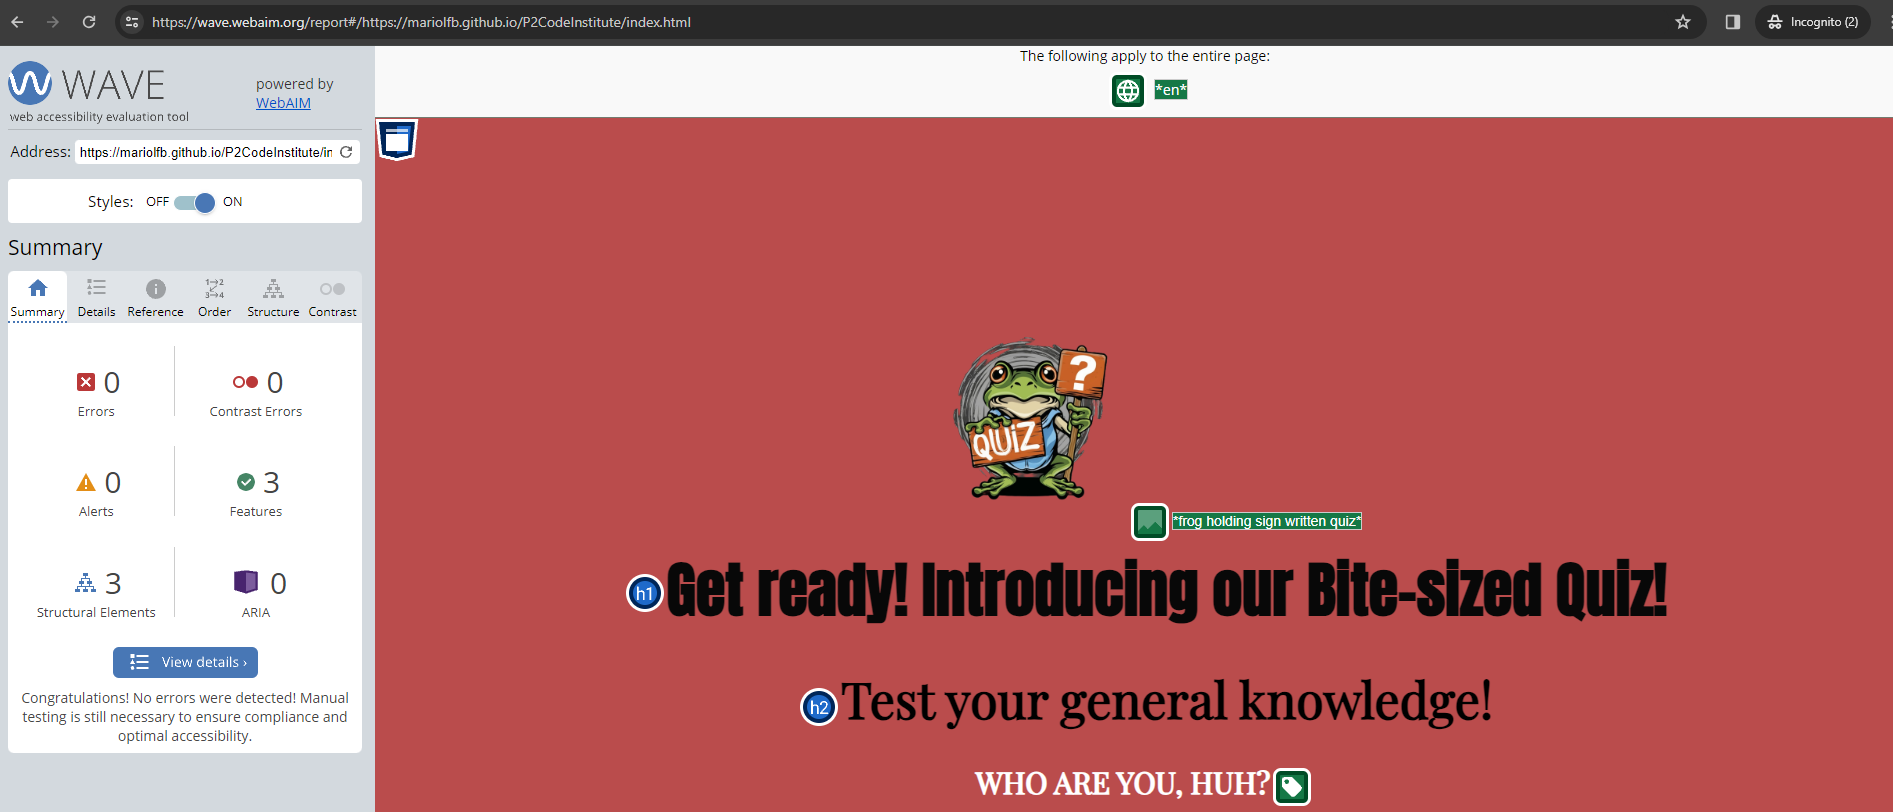 https://wave.webaim.org/report#/https://mariolfb.github.io/P2CodeInstitute/index.html
Incognito (2)
WAVE
powered by
WebAIM
web accessibility evaluation tool
Address: https://mariolfb.github.io/P2CodeInstitute/in
Styles: OFF ON
Summary
Summary Details Reference Order Structure Contrast
1 2
3 4
0 Errors
0 Contrast Errors
0 Alerts
3 Features
3 Structural Elements
0 ARIA
View details ›
Congratulations! No errors were detected! Manual
testing is still necessary to ensure compliance and
optimal accessibility.
The following apply to the entire page:
*en*
?
QUIZ
*frog holding sign written quiz*
h1 Get ready! Introducing our Bite-sized Quiz!
h2 Test your general knowledge!
WHO ARE YOU, HUH?